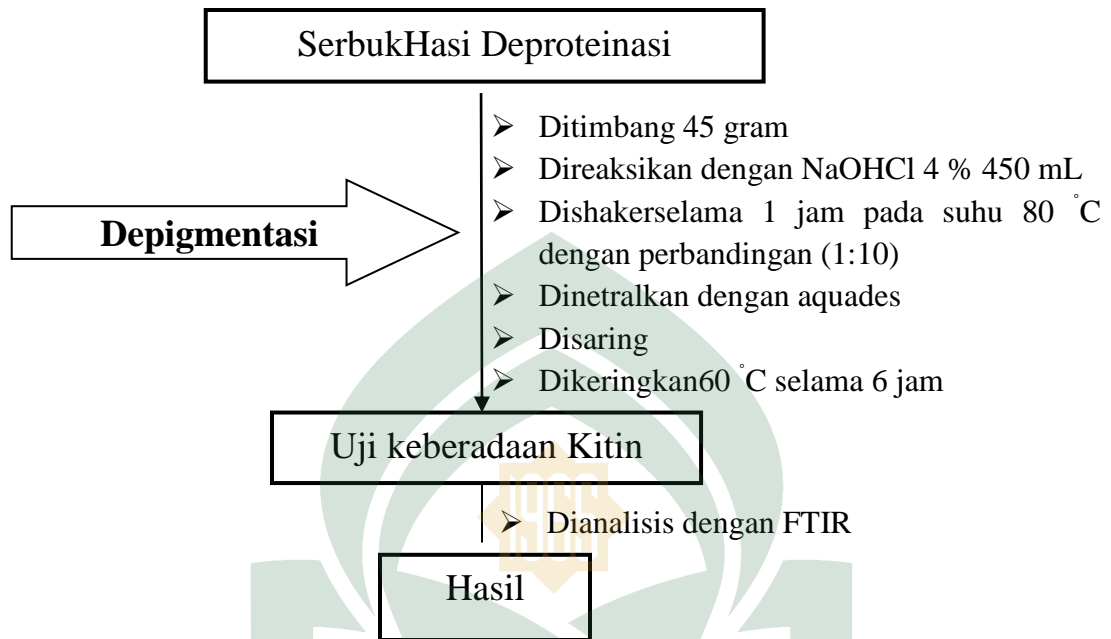 SerbukHasi Deproteinasi
➢ Ditimbang 45 gram
➢ Direaksikan dengan NaOHCl 4 % 450 mL
➢ Dishakerselama 1 jam pada suhu 80 °C
dengan perbandingan (1:10)
Depigmentasi
➢ Dinetralkan dengan aquades
➢ Disaring
➢ Dikeringkan60 °C selama 6 jam
Uji keberadaan Kitin
➢ Dianalisis dengan FTIR
Hasil